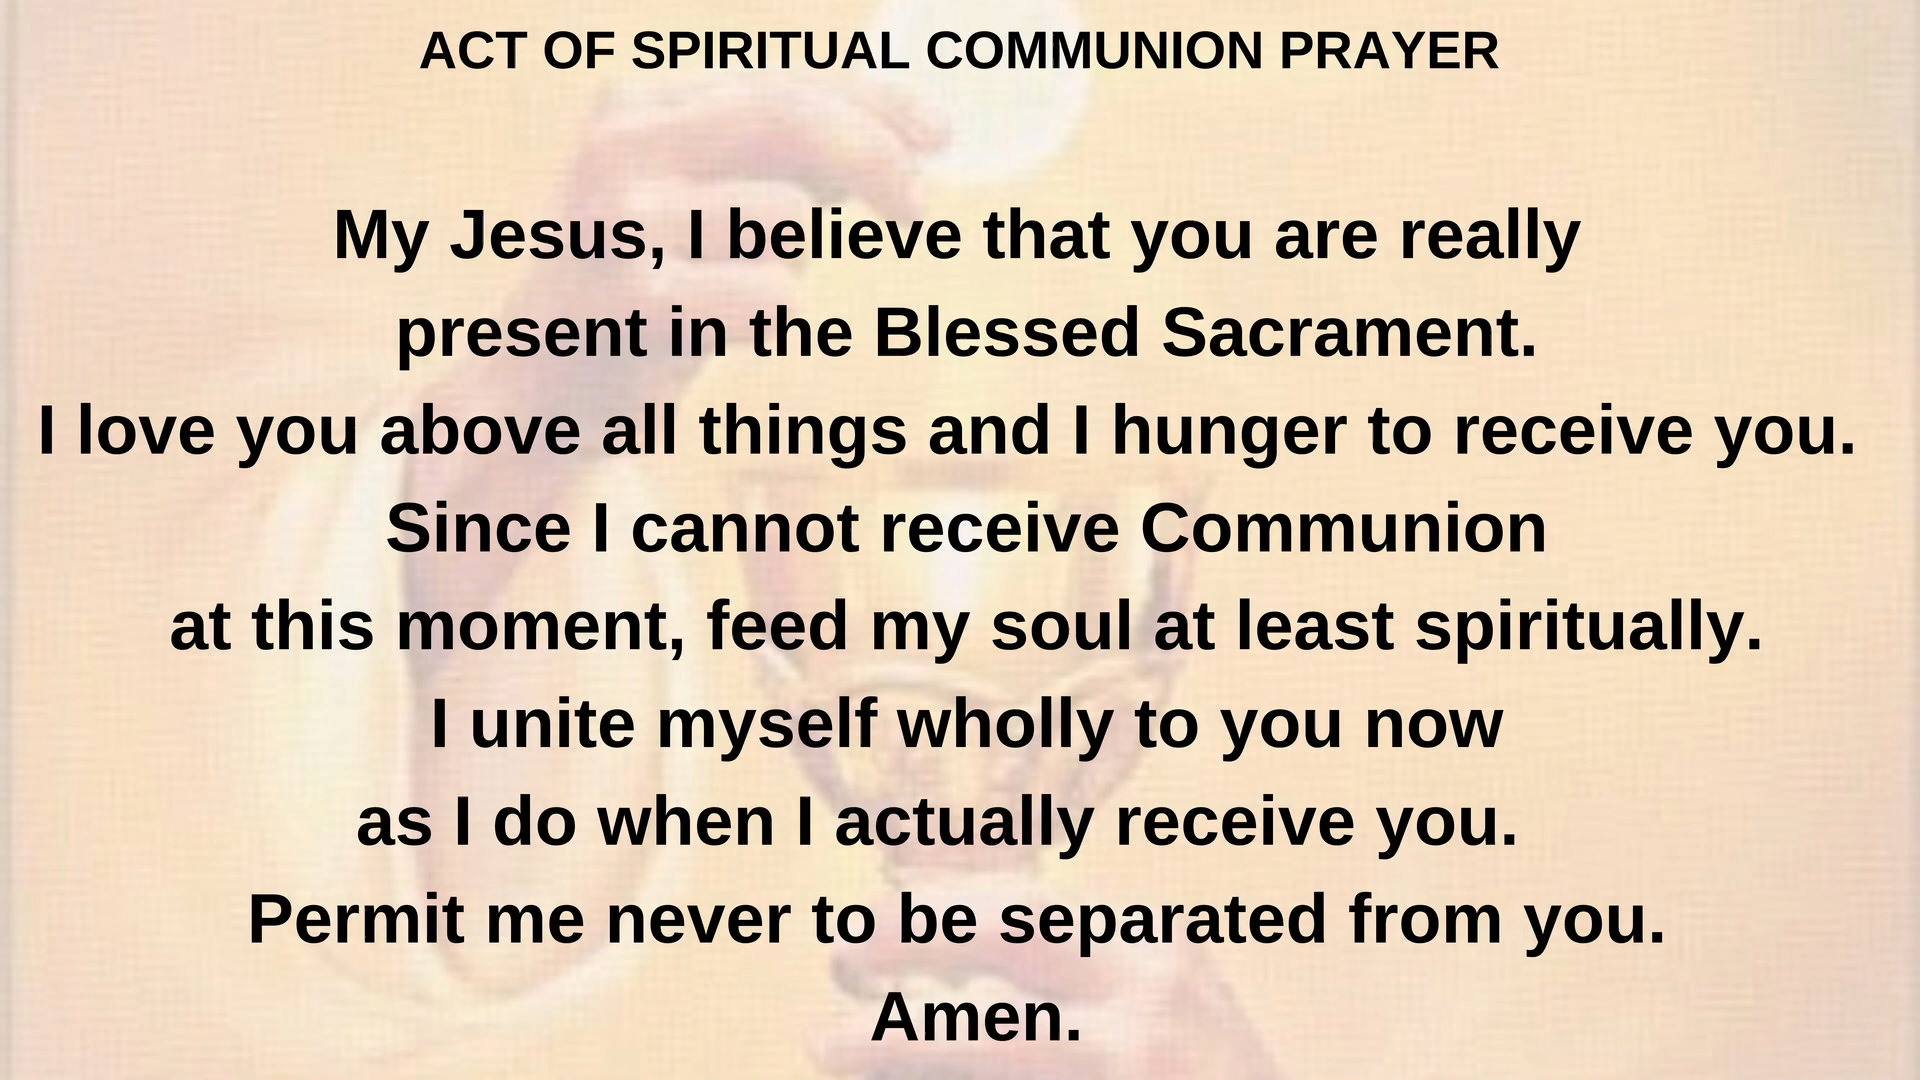 ACT OF SPIRITUAL COMMUNION PRAYER
My Jesus, I believe that you are really
present in the Blessed Sacrament.
I love you above all things and I hunger to receive you.
Since I cannot receive Communion
at this moment, feed my soul at least spiritually.
I unite myself wholly to you now
as I do when I actually receive you.
Permit me never to be separated from you.
Amen.